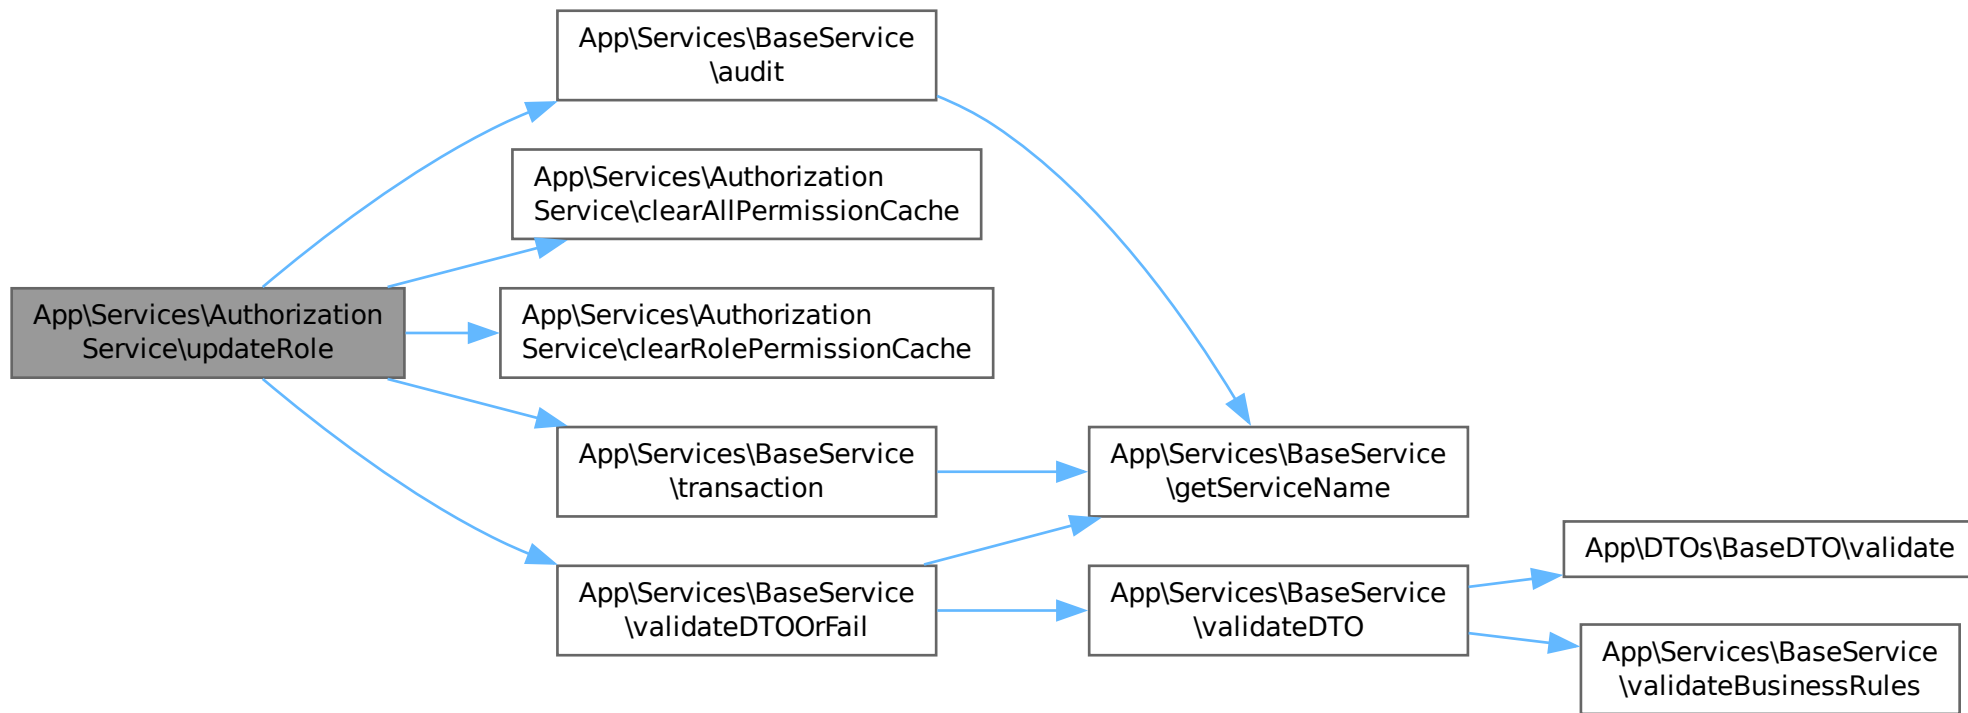 App\Services\BaseService
\audit
App\Services\Authorization
Service\clearAllPermissionCache
App\Services\Authorization
Service\updateRole
App\Services\Authorization
Service\clearRolePermissionCache
App\Services\BaseService
\transaction
App\Services\BaseService
\getServiceName
App\Services\BaseService
\validateDTOOrFail
App\Services\BaseService
\validateDTO
App\DTOs\BaseDTO\validate
App\Services\BaseService
\validateBusinessRules